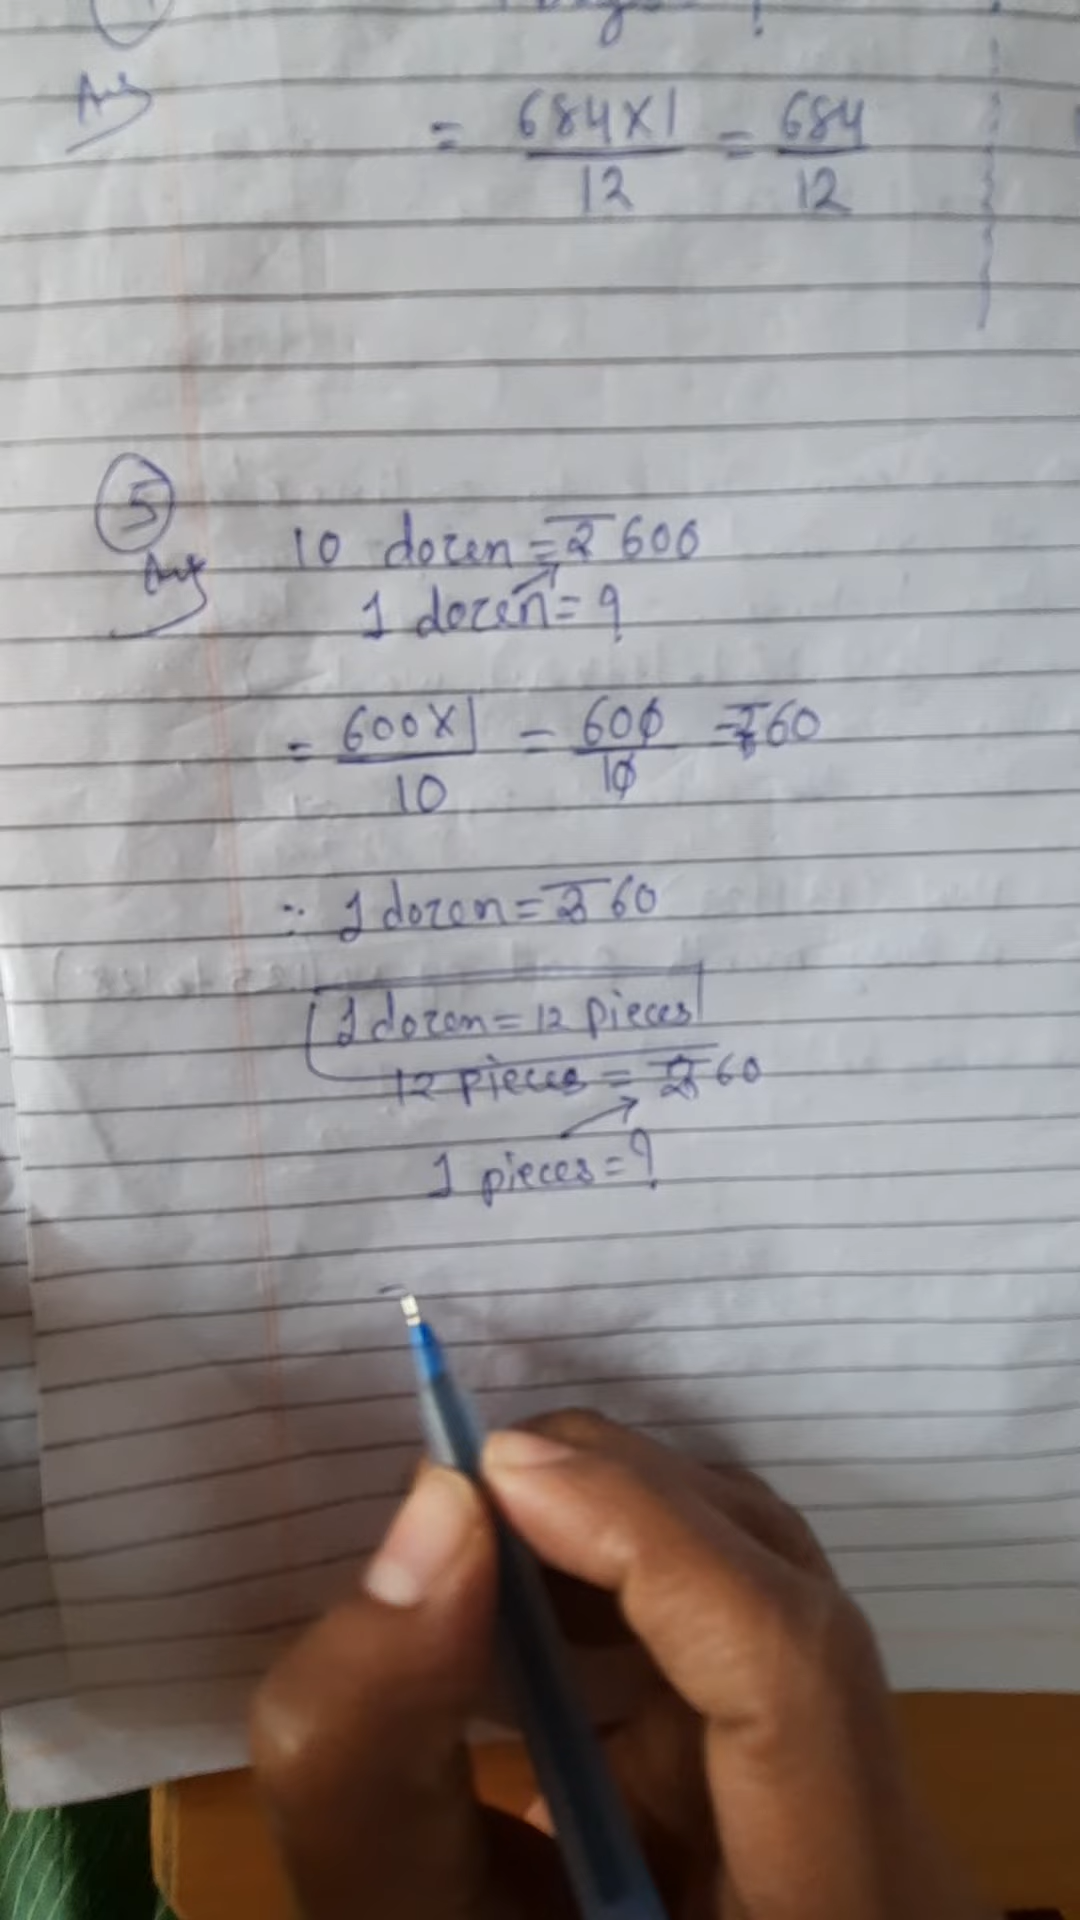 Ans
= 684×1/12 = 684/12
5
Ans
10 dozen = ₹ 600
1 dozen = ?
= 600×1/10 = 600/10 = ₹60
∴ 1 dozen = ₹ 60
1 dozen = 12 pieces
12 pieces = ₹ 60
1 pieces = ?